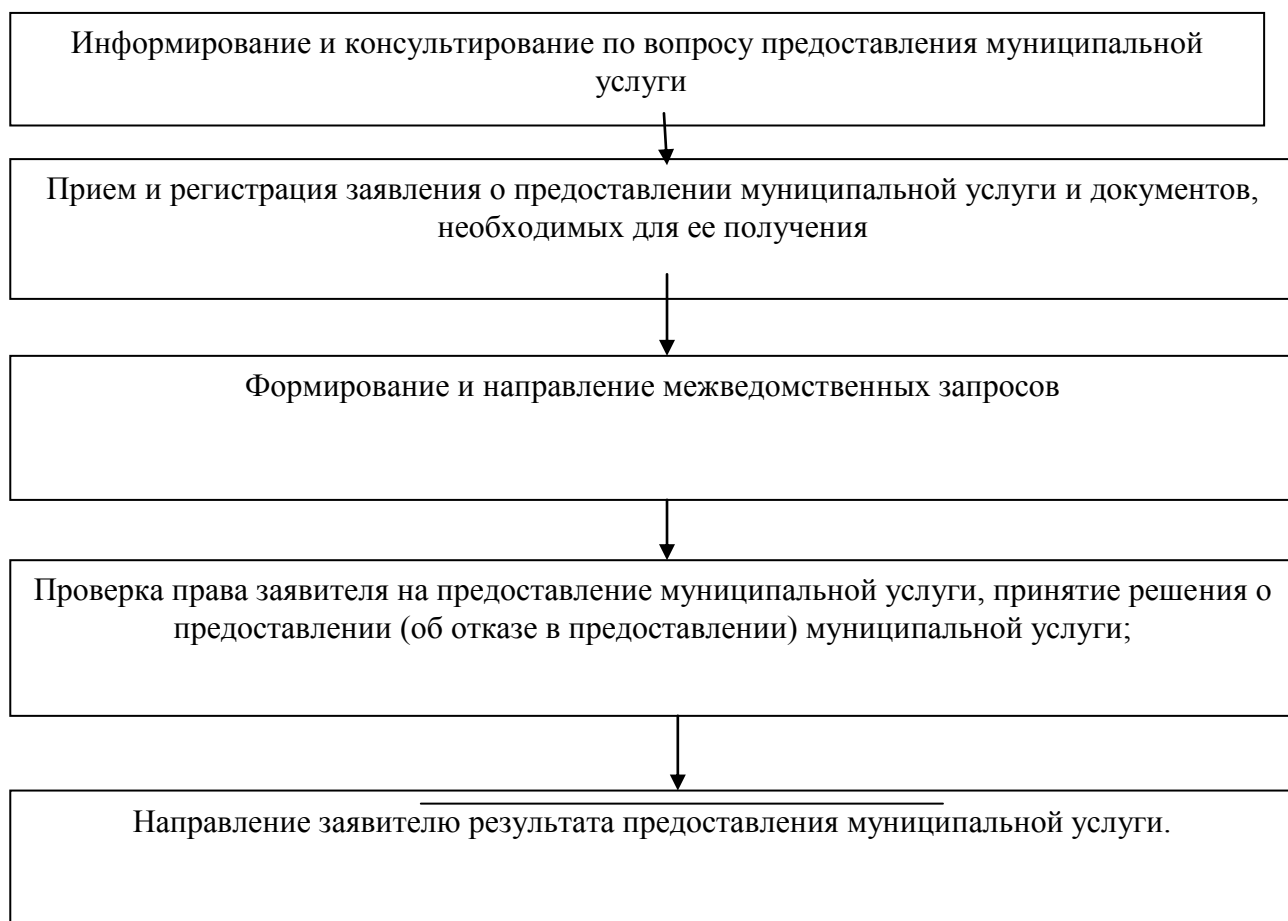 Информирование и консультирование по вопросу предоставления муниципальной
услуги
Прием и регистрация заявления о предоставлении муниципальной услуги и документов,
необходимых для ее получения
Формирование и направление межведомственных запросов
Проверка права заявителя на предоставление муниципальной услуги, принятие решения о
предоставлении (об отказе в предоставлении) муниципальной услуги;
Направление заявителю результата предоставления муниципальной услуги.